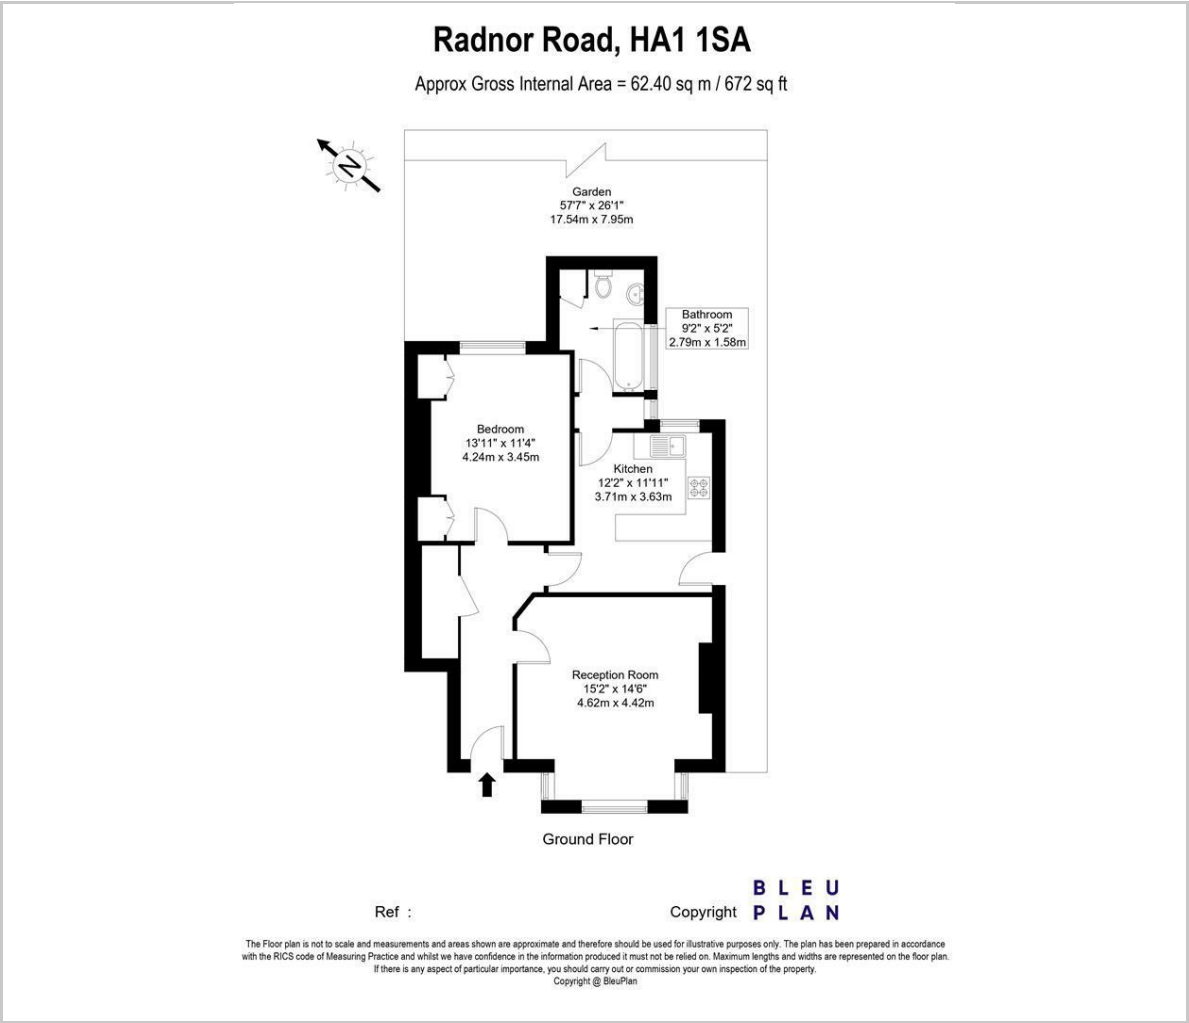 Radnor Road, HA1 1SA
Approx Gross Internal Area = 62.40 sq m / 672 sq ft
N
Garden
57'7" x 26'1"
17.54m x 7.95m
Bathroom
9'2" x 5'2"
2.79m x 1.58m
Bedroom
13'11" x 11'4"
4.24m x 3.45m
Kitchen
12'2" x 11'11"
3.71m x 3.63m
Reception Room
15'2" x 14'6"
4.62m x 4.42m
Ground Floor
Ref :
Copyright
BLEU
PLAN
The Floor plan is not to scale and measurements and areas shown are approximate and therefore should be used for illustrative purposes only. The plan has been prepared in accordance
with the RICS code of Measuring Practice and whilst we have confidence in the information produced it must not be relied on. Maximum lengths and widths are represented on the floor plan.
If there is any aspect of particular importance, you should carry out or commission your own inspection of the property.
Copyright @ BleuPlan